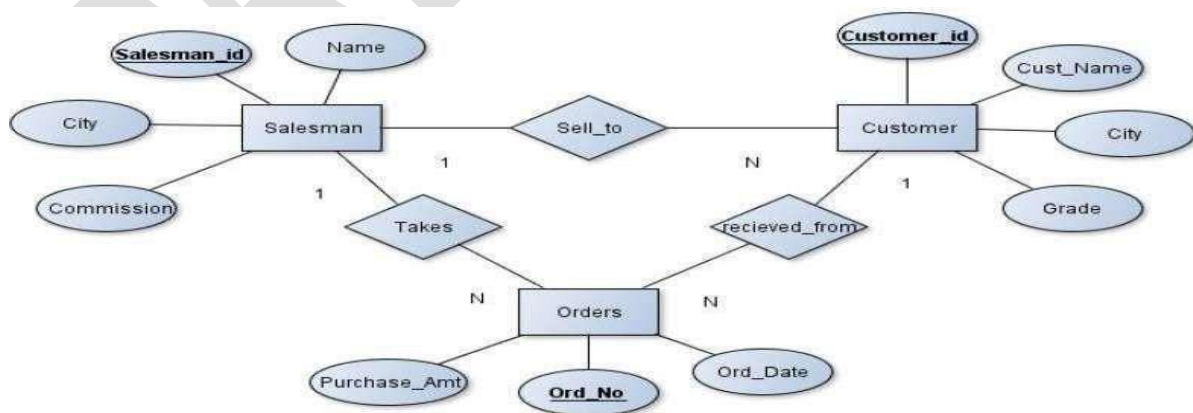 Salesman_id
Name
Customer_id
Cust_Name
City
Salesman
Sell_to
Customer
City
1
N
Commission
1
1
Grade
Takes
recieved_from
N
N
Orders
Purchase_Amt
Ord_No
Ord_Date